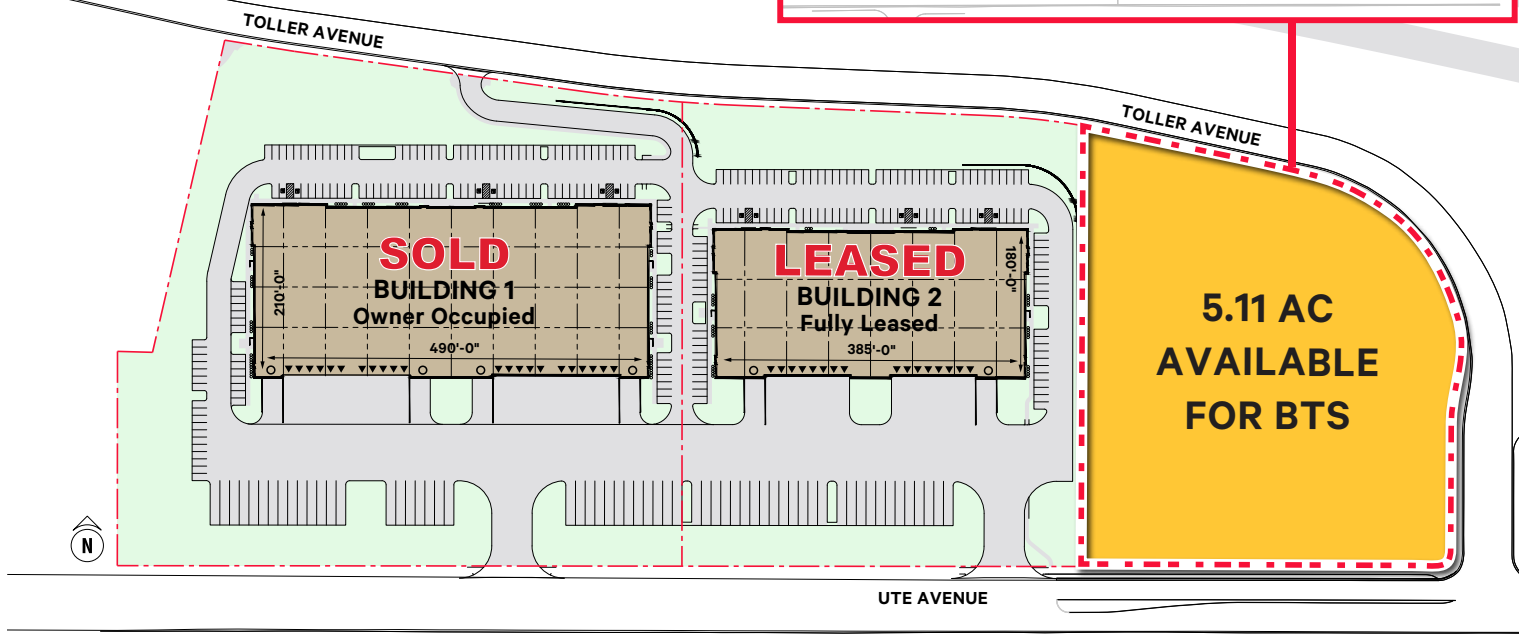 TOLLER AVENUE
TOLLER AVENUE
SOLD
BUILDING 1
Owner Occupied
210'-0"
490'-0"
LEASED
BUILDING 2
Fully Leased
180'-0"
385'-0"
5.11 AC
AVAILABLE
FOR BTS
N
UTE AVENUE